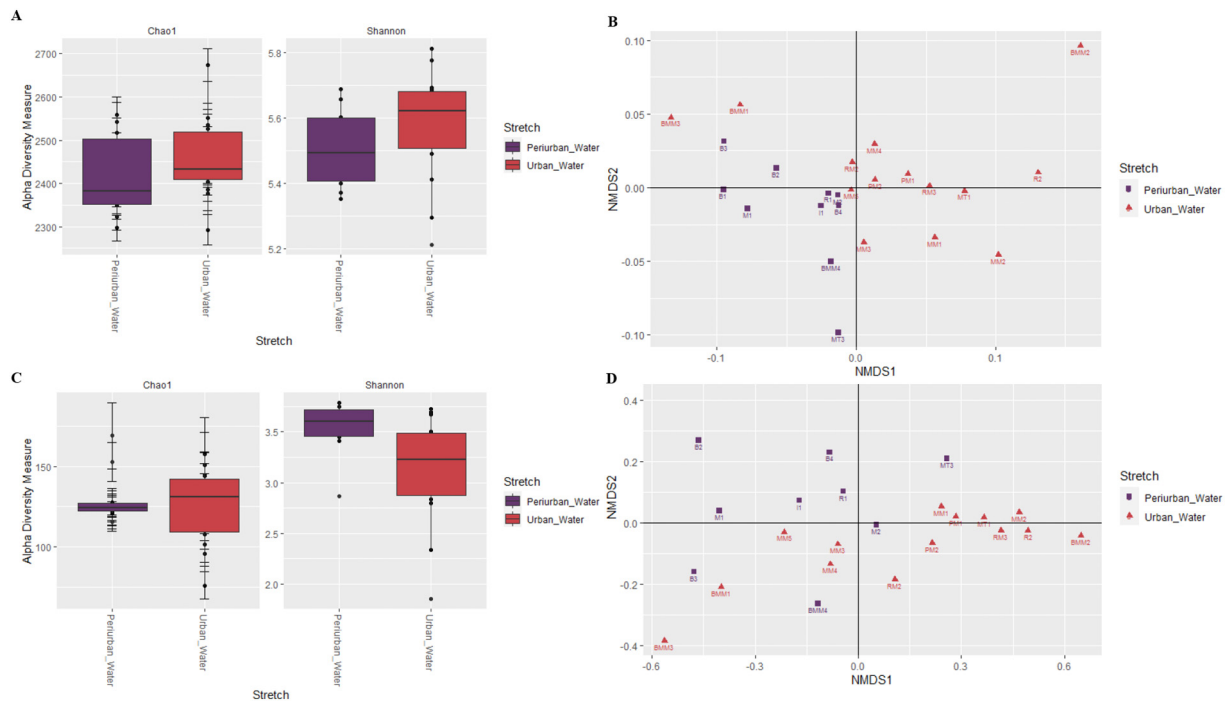 A
Chao1
Shannon
Alpha Diversity Measure
2700
2600
2500
2400
2300
5.8
5.6
5.4
5.2
Periurban_Water
Urban_Water
Periurban_Water
Urban_Water
Stretch
Stretch
Periurban_Water
Urban_Water
B
NMDS2
0.10
0.05
0.00
-0.05
-0.10
BMM2
BMM1
BMM3
B3
MM4
RM2
B2
PM1
R2
PM2
RM3
MT1
B1
R1
M1
I1
B4
MM3
MM1
MM2
BMM4
MT3
-0.1
0.0
0.1
NMDS1
Stretch
Periurban_Water
Urban_Water
C
Chao1
Shannon
Alpha Diversity Measure
150
100
3.5
3.0
2.5
2.0
Periurban_Water
Urban_Water
Periurban_Water
Urban_Water
Stretch
Stretch
Periurban_Water
Urban_Water
D
NMDS2
0.4
0.2
0.0
-0.2
-0.4
B2
B4
MT3
I1
R1
M1
MM1
MM2
PM1
MT1
M2
MM5
RM3
R2
BMM2
MM3
PM2
MM4
B3
RM2
BMM1
BMM4
BMM3
-0.6
-0.3
0.0
0.3
0.6
NMDS1
Stretch
Periurban_Water
Urban_Water